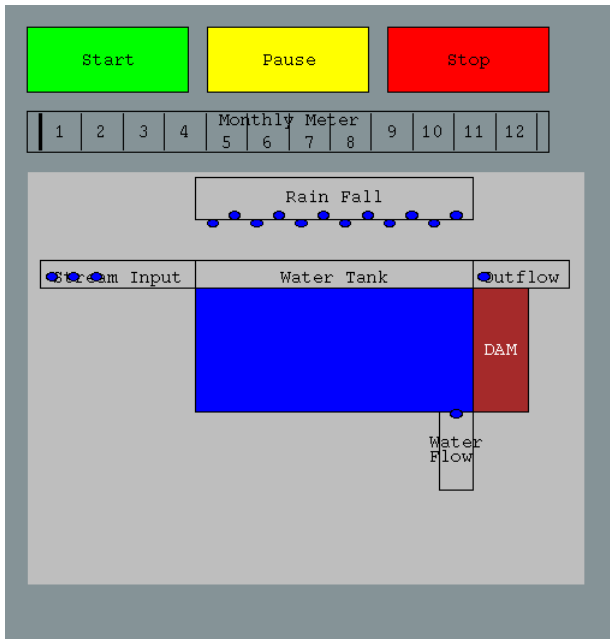 Start Pause Stop
Monthly Meter
1 2 3 4 5 6 7 8 9 10 11 12
Rain Fall
Stream Input Water Tank Outflow
DAM
Water
Flow